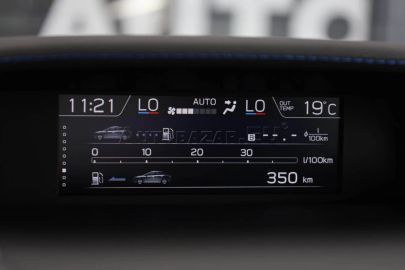 AUTO
11:21 LO AUTO LO OUT TEMP 19°C
B --.- ø l/100km
0 10 20 30 l/100km
350 km